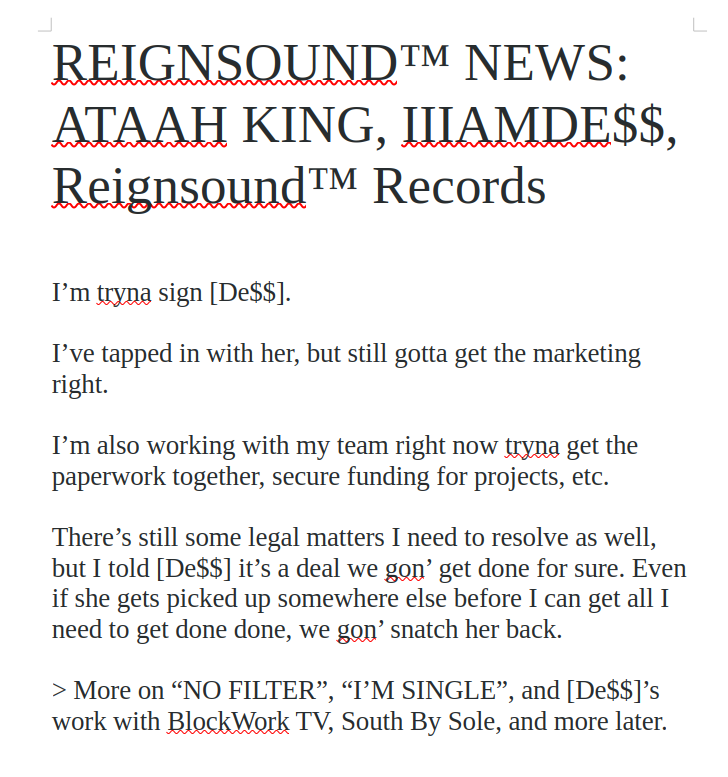 REIGNSOUND™ NEWS:
ATAAH KING, IIIAMDE$$,
Reignsound™ Records
I’m tryna sign [De$$].
I’ve tapped in with her, but still gotta get the marketing
right.
I’m also working with my team right now tryna get the
paperwork together, secure funding for projects, etc.
There’s still some legal matters I need to resolve as well,
but I told [De$$] it’s a deal we gon’ get done for sure. Even
if she gets picked up somewhere else before I can get all I
need to get done done, we gon’ snatch her back.
> More on “NO FILTER”, “I’M SINGLE”, and [De$$]’s
work with BlockWork TV, South By Sole, and more later.